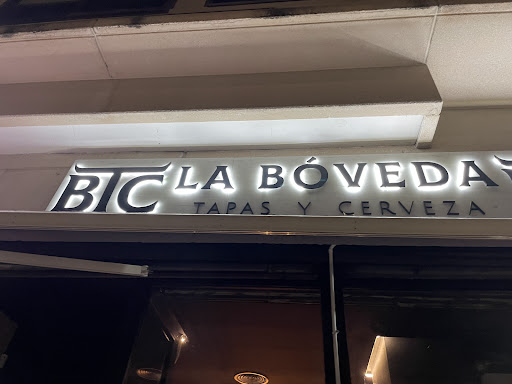 BTC LA BÓVEDA
TAPAS Y CERVEZA